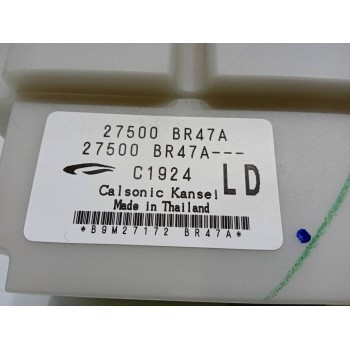 27500 BR47A
27500 BR47A---
C1924 LD
Calsonic Kansei
Made in Thailand
*B9M27172 BR47A*